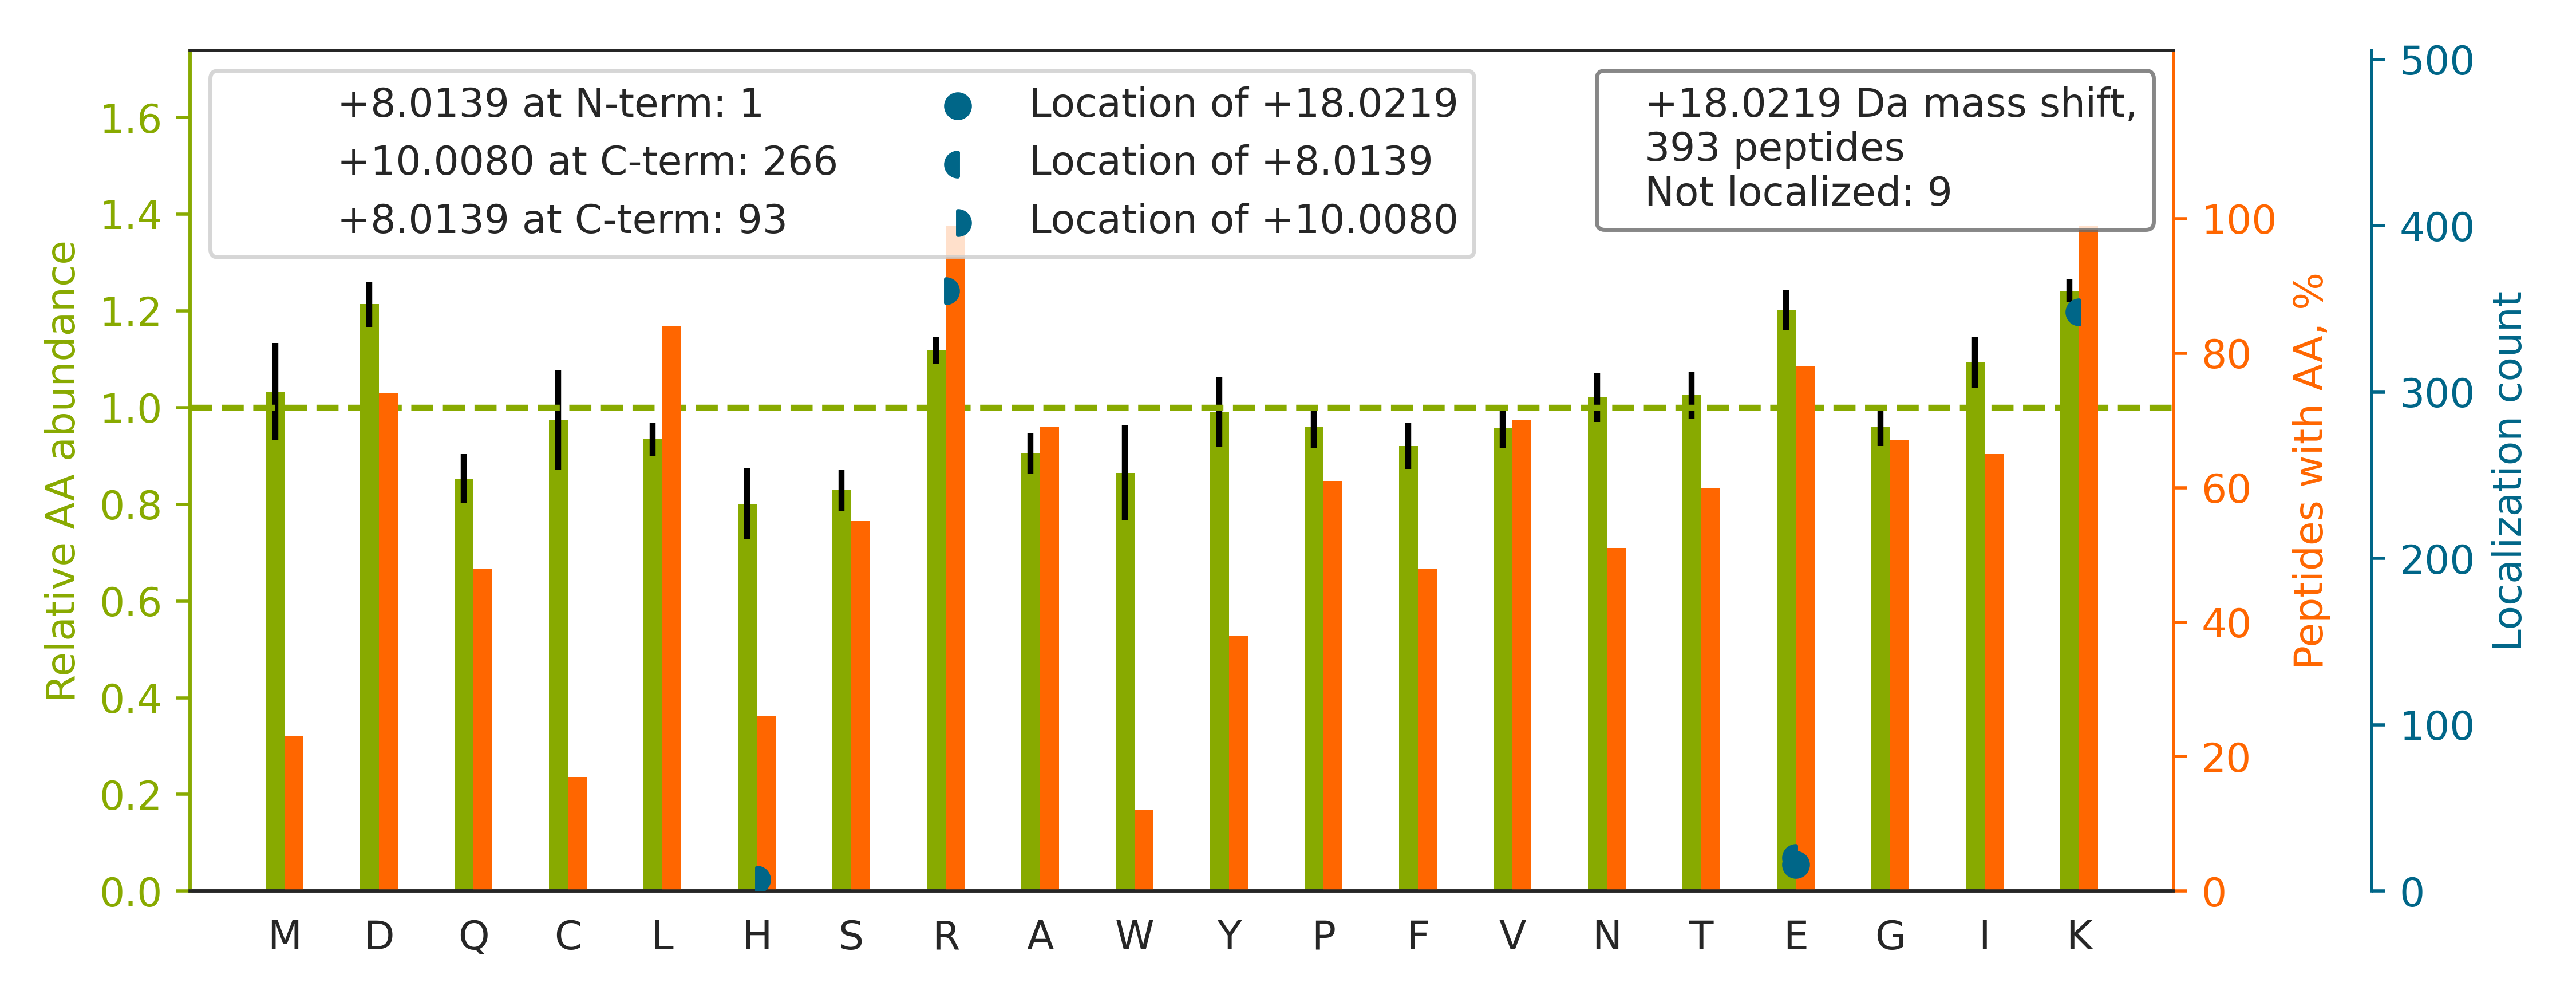 +8.0139 at N-term: 1
+10.0080 at C-term: 266
+8.0139 at C-term: 93
Location of +18.0219
Location of +8.0139
Location of +10.0080
+18.0219 Da mass shift,
393 peptides
Not localized: 9
Relative AA abundance
1.6
1.4
1.2
1.0
0.8
0.6
0.4
0.2
0.0
100
80
60
40
20
0
Peptides with AA, %
500
400
300
200
100
0
Localization count
M D Q C L H S R A W Y P F V N T E G I K